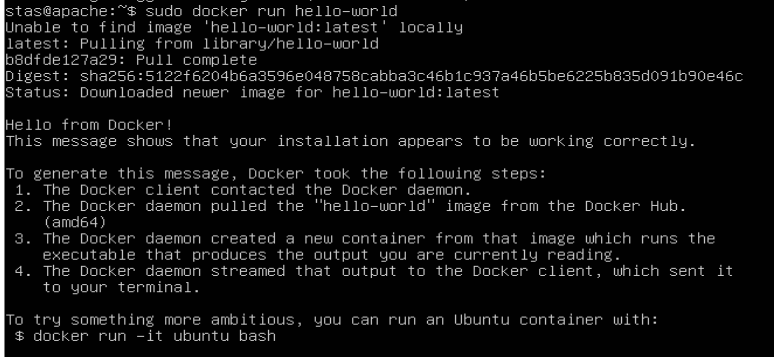 stas@apache:~$ sudo docker run hello-world
Unable to find image 'hello-world:latest' locally
latest: Pulling from library/hello-world
b8dfde127a29: Pull complete
Digest: sha256:5122f6204b6a3596e048758cabba3c46b1c937a46b5be6225b835d091b90e46c
Status: Downloaded newer image for hello-world:latest

Hello from Docker!
This message shows that your installation appears to be working correctly.

To generate this message, Docker took the following steps:
 1. The Docker client contacted the Docker daemon.
 2. The Docker daemon pulled the "hello-world" image from the Docker Hub.
    (amd64)
 3. The Docker daemon created a new container from that image which runs the
    executable that produces the output you are currently reading.
 4. The Docker daemon streamed that output to the Docker client, which sent it
    to your terminal.

To try something more ambitious, you can run an Ubuntu container with:
 $ docker run -it ubuntu bash